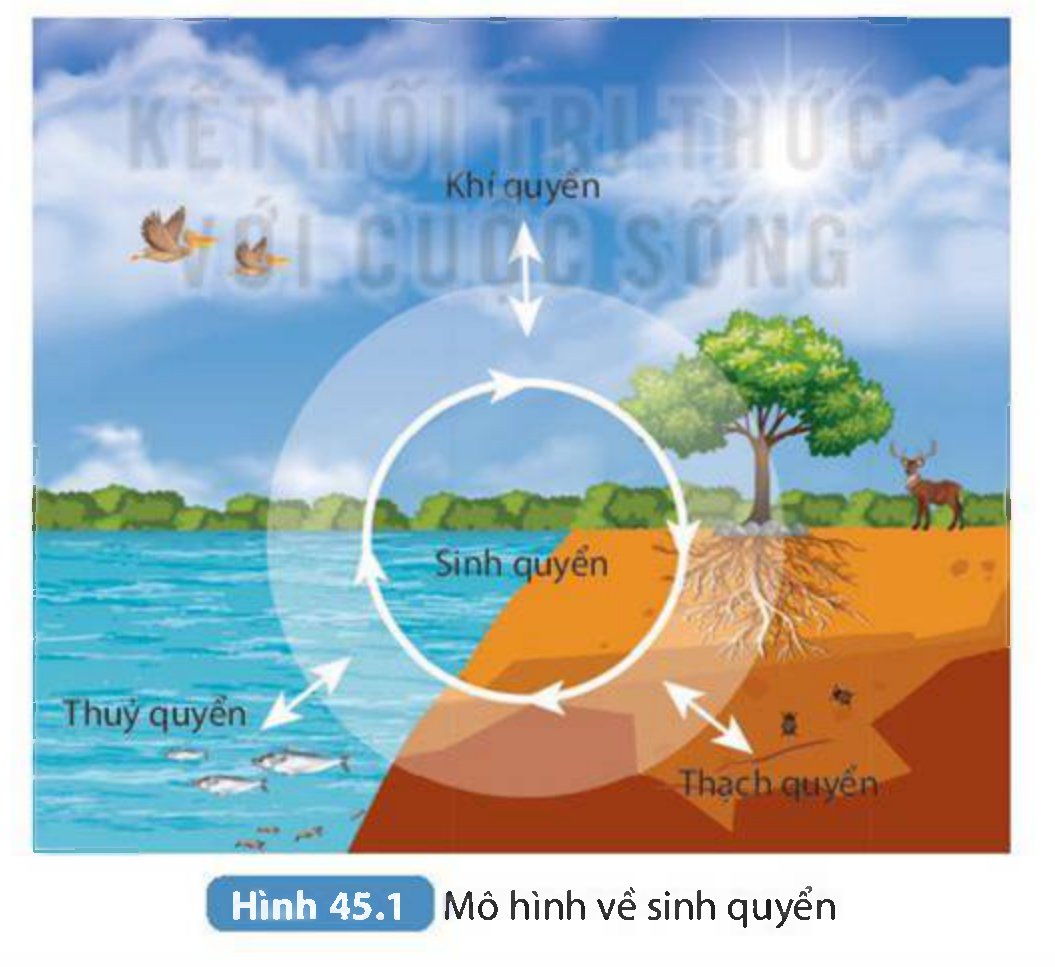 KẾT NỐI TRI THỨC
VỚI CUỘC SỐNG
Khí quyển
Sinh quyển
Thuỷ quyển
Thạch quyển
Hình 45.1 Mô hình về sinh quyển